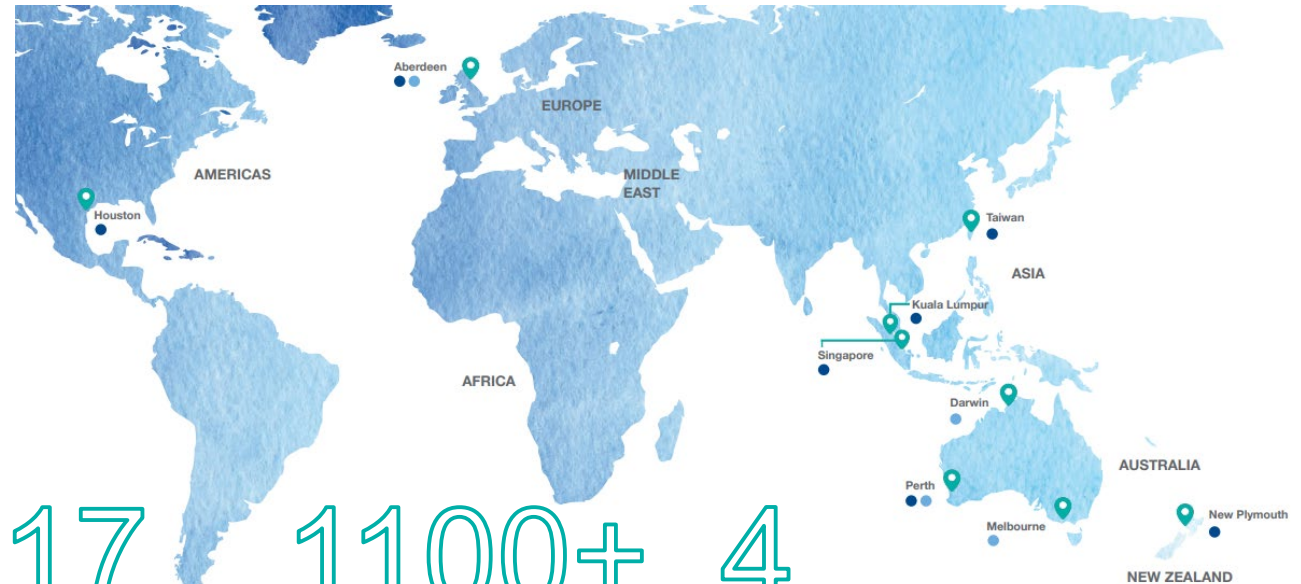 Aberdeen
EUROPE
AMERICAS
MIDDLE
EAST
Houston
Taiwan
ASIA
Kuala Lumpur
Singapore
AFRICA
Darwin
AUSTRALIA
Perth
New Plymouth
Melbourne
NEW ZEALAND
17
1100+
4